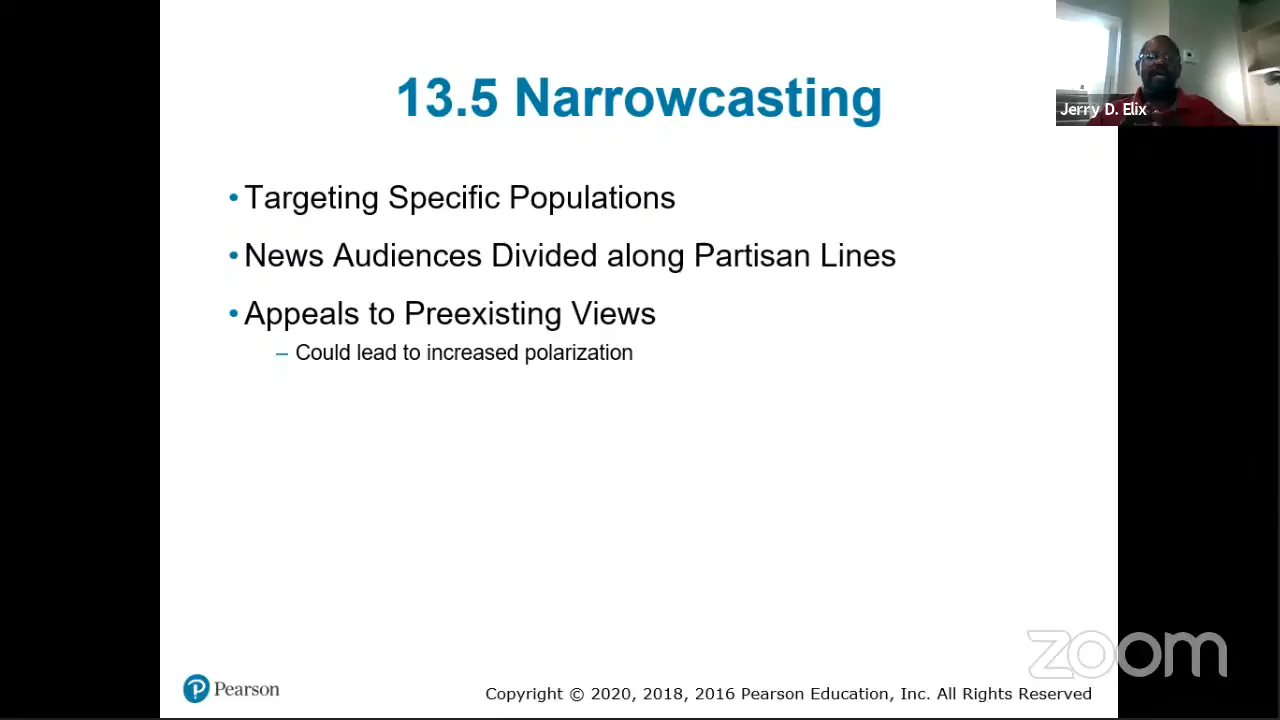 13.5 Narrowcasting
Jerry D. Elix
• Targeting Specific Populations
• News Audiences Divided along Partisan Lines
• Appeals to Preexisting Views
– Could lead to increased polarization
zoom
Pearson
Copyright © 2020, 2018, 2016 Pearson Education, Inc. All Rights Reserved